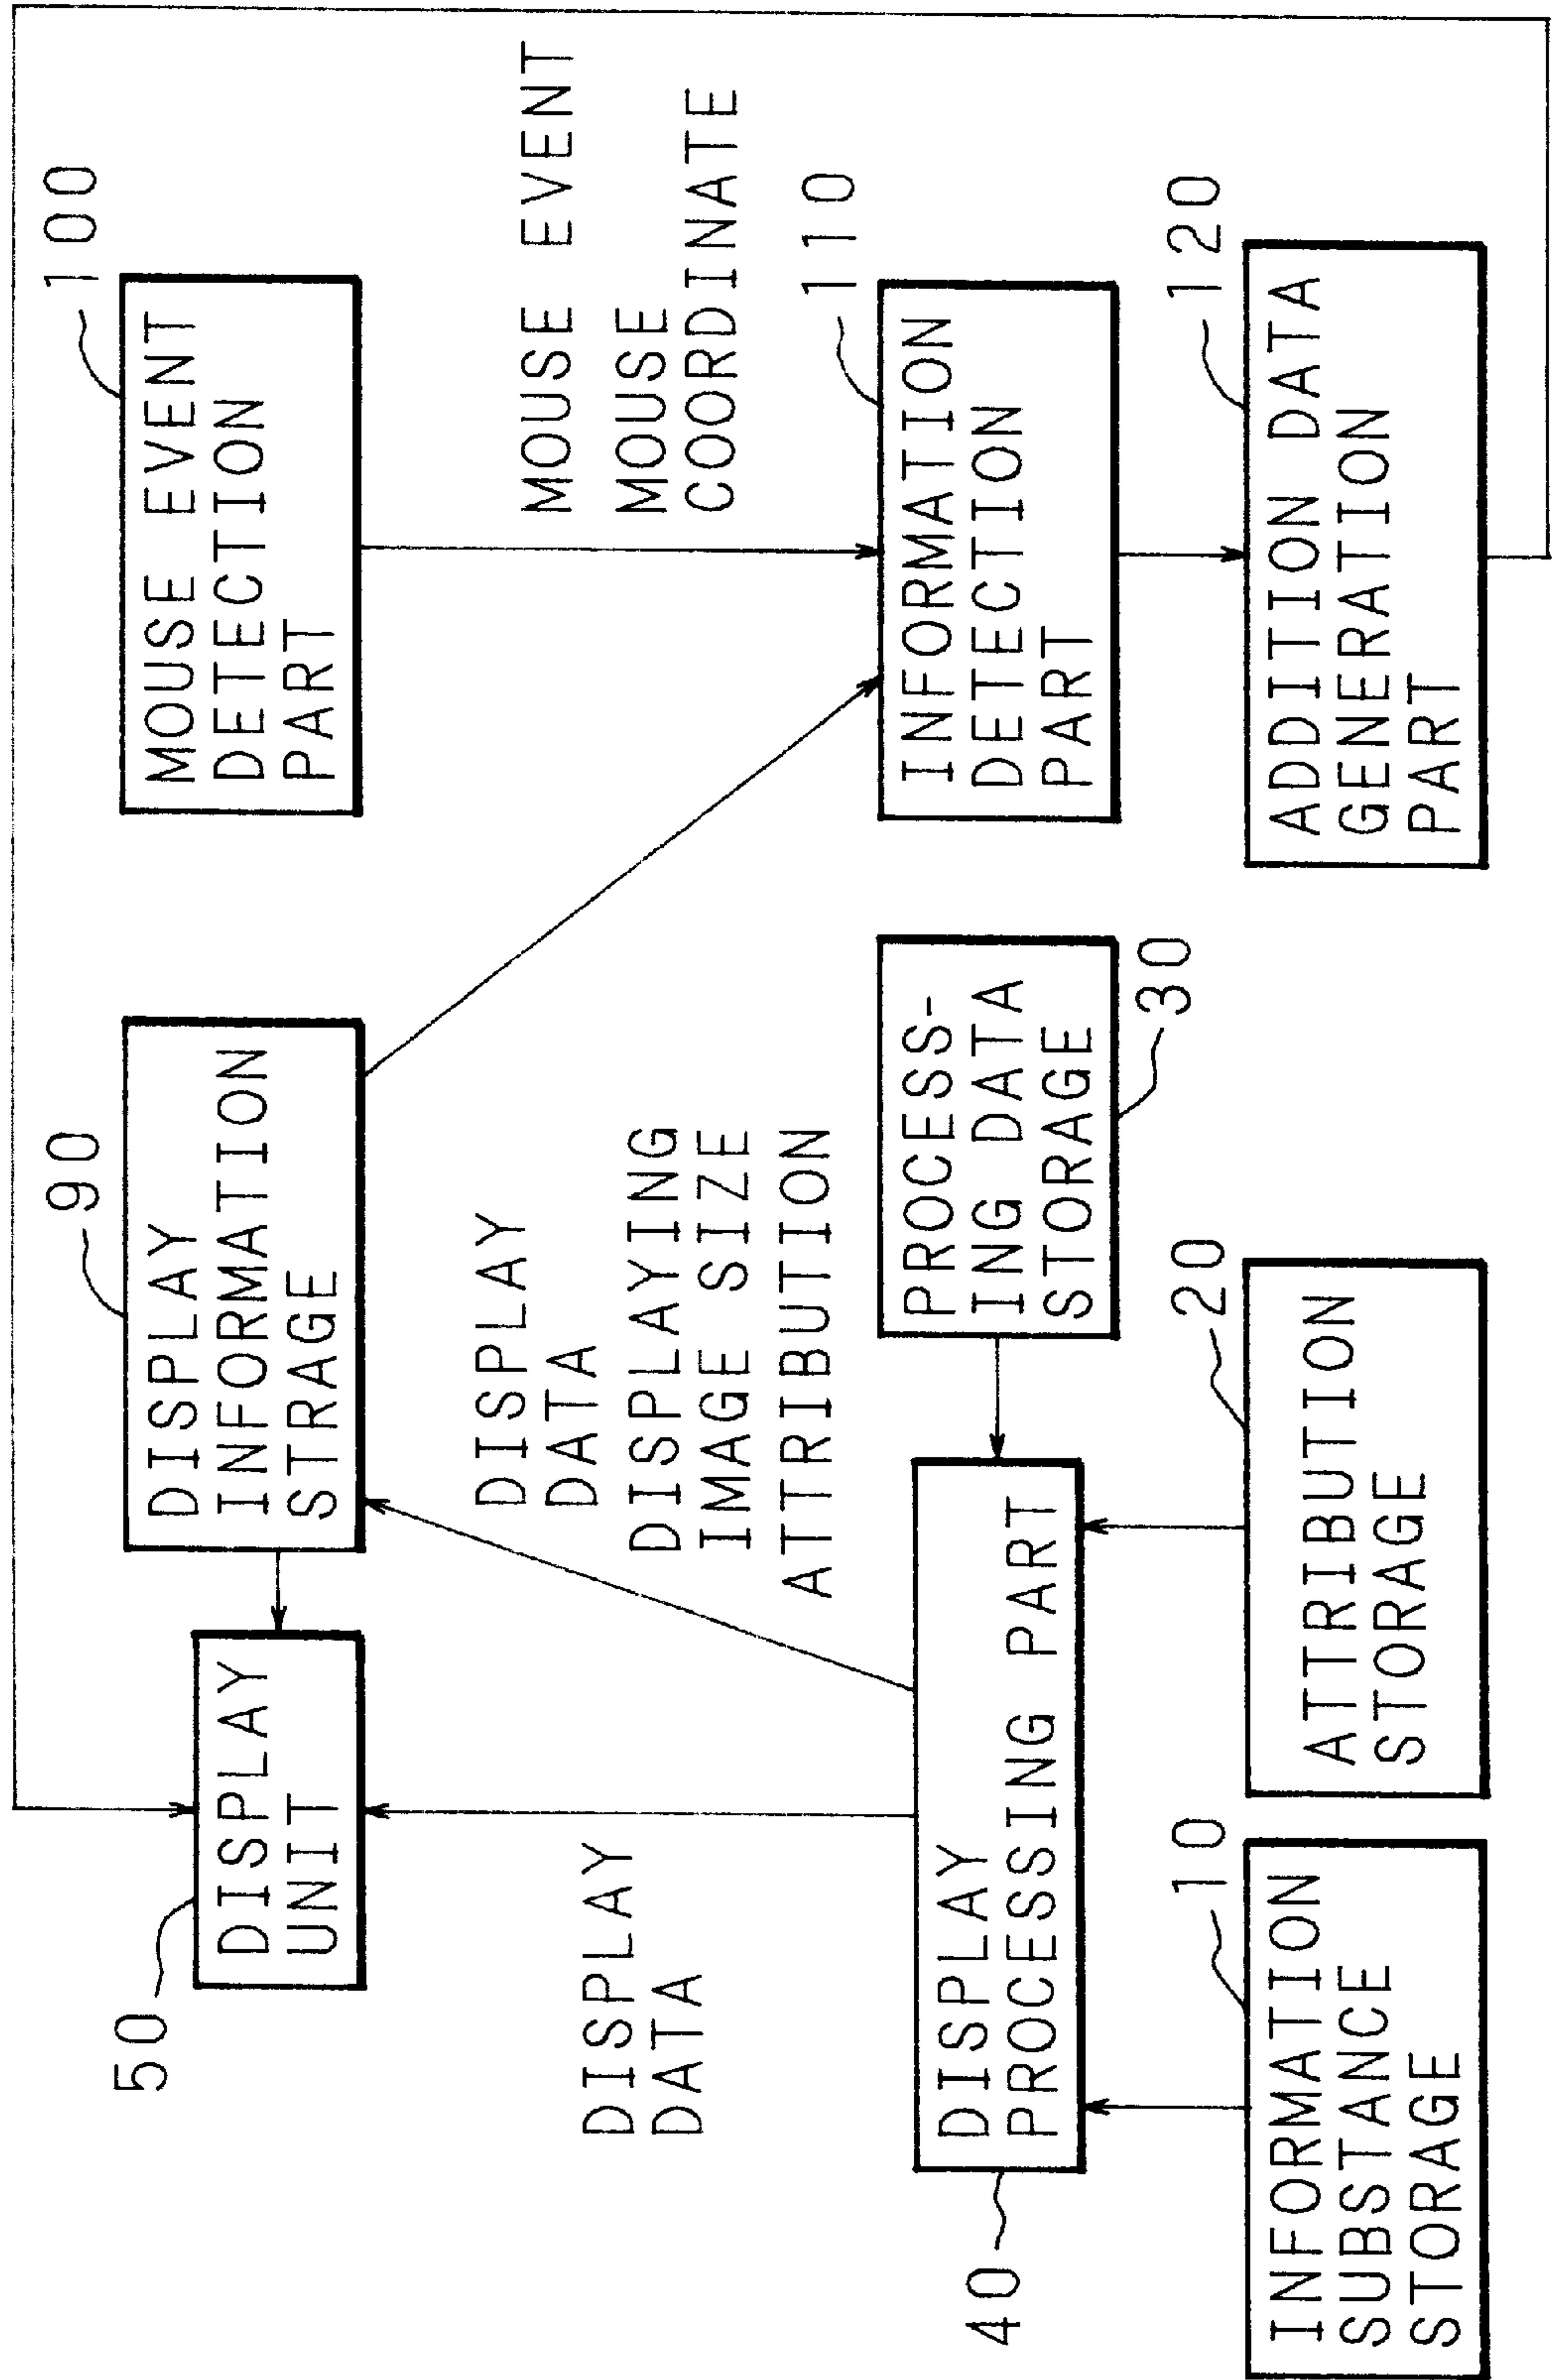 50
DISPLAY
UNIT
90
DISPLAY
INFORMATION
STRAGE
100
MOUSE EVENT
DETECTION
PART
DISPLAY
DATA
DISPLAY
DATA
DISPLAYING
IMAGE SIZE
ATTRIBUTION
MOUSE EVENT
MOUSE
COORDINATE
40
DISPLAY
PROCESSING PART
PROCESS-
ING DATA
STORAGE
30
110
INFORMATION
DETECTION
PART
10
INFORMATION
SUBSTANCE
STORAGE
20
ATTRIBUTION
STORAGE
120
ADDITION DATA
GENERATION
PART